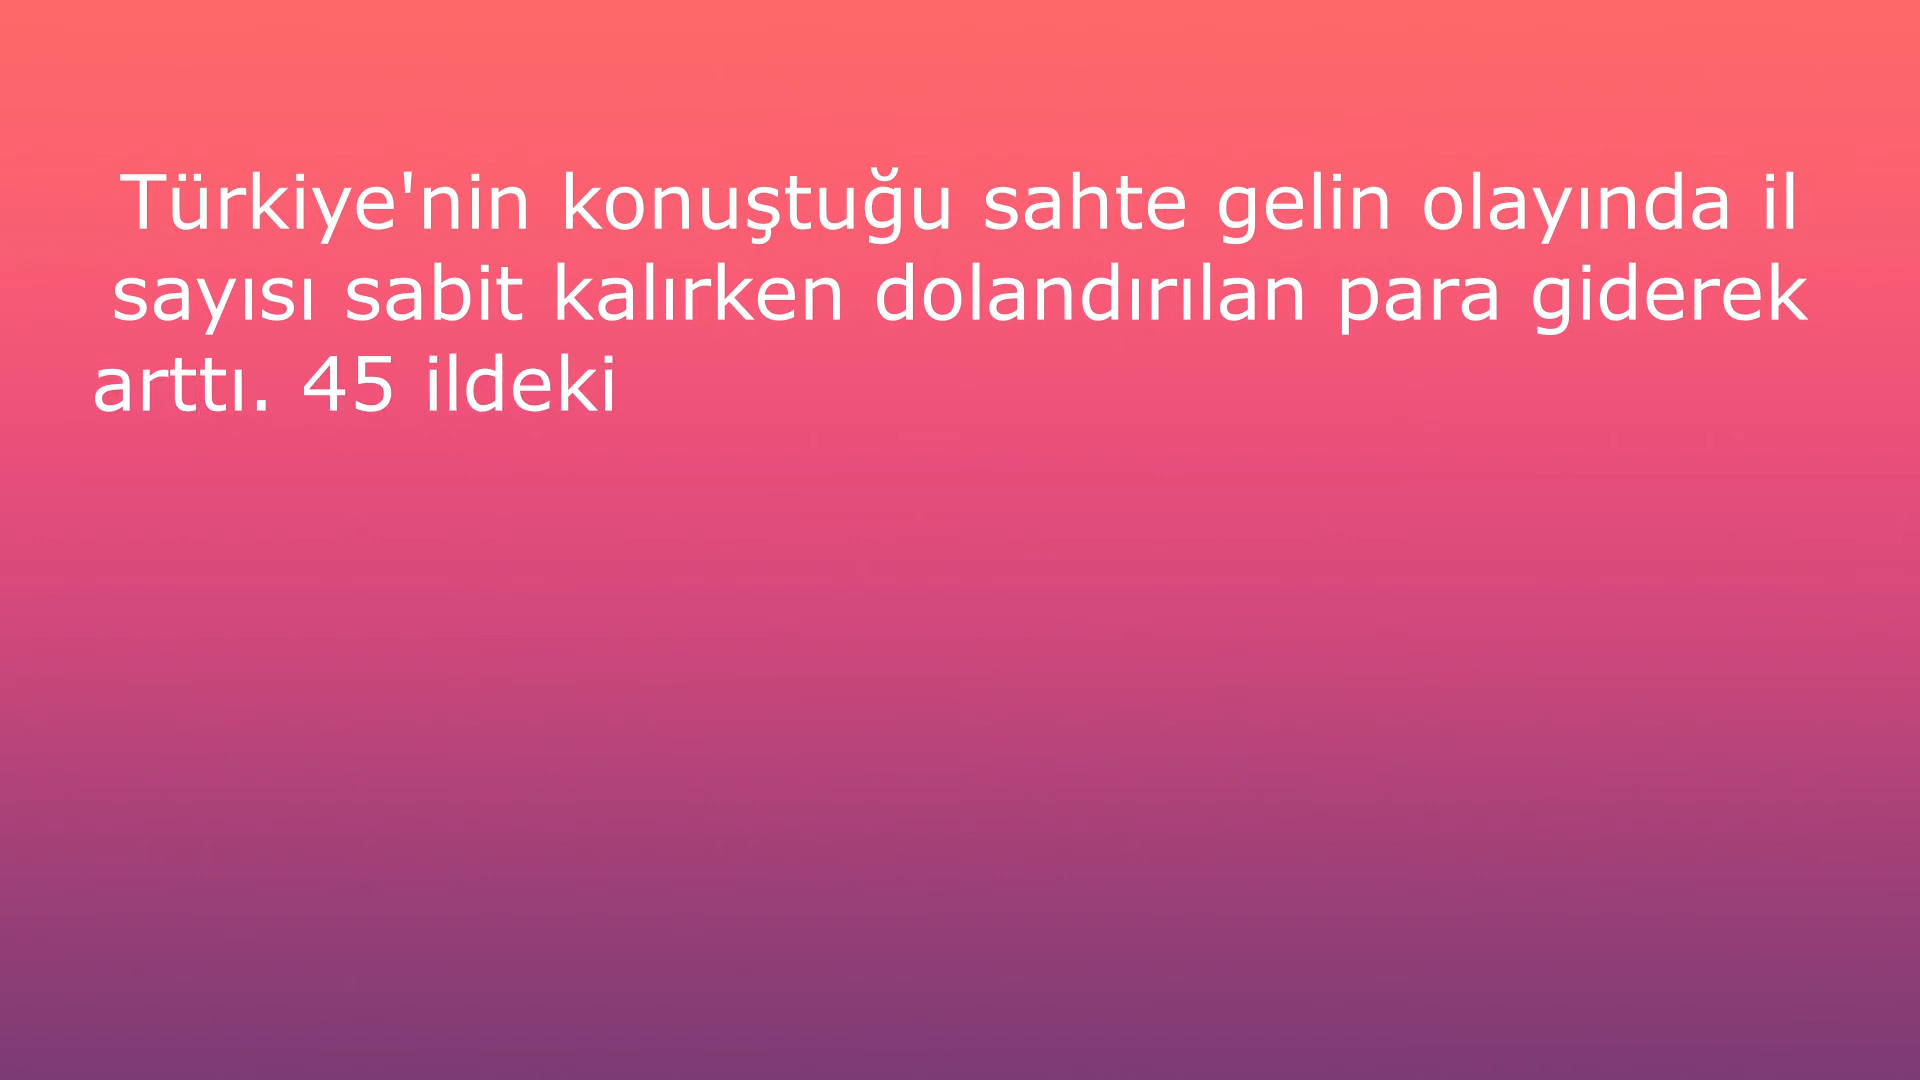 Türkiye'nin konuştuğu sahte gelin olayında il
sayısı sabit kalırken dolandırılan para giderek
arttı. 45 ildeki